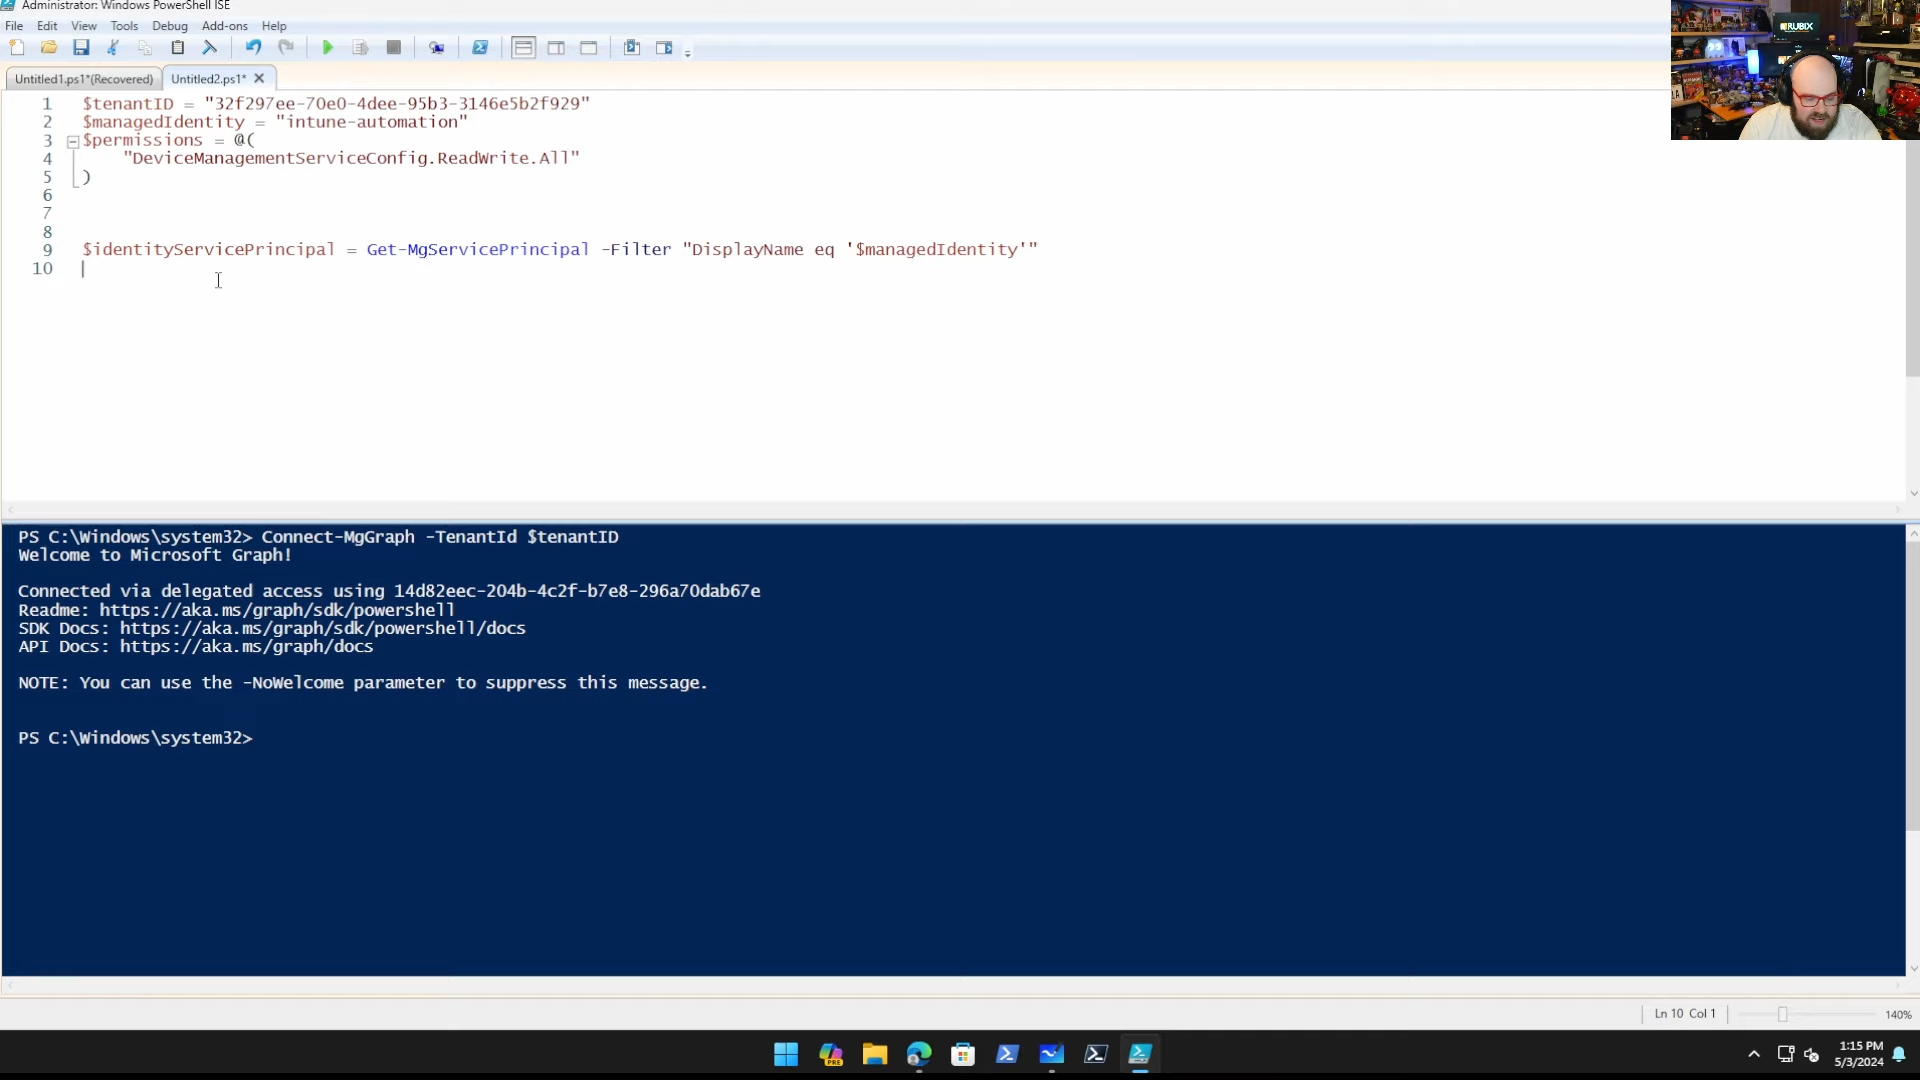 Administrator: Windows PowerShell ISE
File Edit View Tools Debug Add-ons Help
Untitled1.ps1*(Recovered) Untitled2.ps1* X
1 $tenantID = "32f297ee-70e0-4dee-95b3-3146e5b2f929"
2 $managedIdentity = "intune-automation"
3 $permissions = @(
4 "DeviceManagementServiceConfig.ReadWrite.All"
5 )
6
7
8
9 $identityServicePrincipal = Get-MgServicePrincipal -Filter "DisplayName eq '$managedIdentity'"
10
PS C:\Windows\system32> Connect-MgGraph -TenantId $tenantID
Welcome to Microsoft Graph!
Connected via delegated access using 14d82eec-204b-4c2f-b7e8-296a70dab67e
Readme: https://aka.ms/graph/sdk/powershell
SDK Docs: https://aka.ms/graph/sdk/powershell/docs
API Docs: https://aka.ms/graph/docs
NOTE: You can use the -NoWelcome parameter to suppress this message.
PS C:\Windows\system32>
Ln 10 Col 1 140%
1:15 PM
5/3/2024
RUBIX
PRE